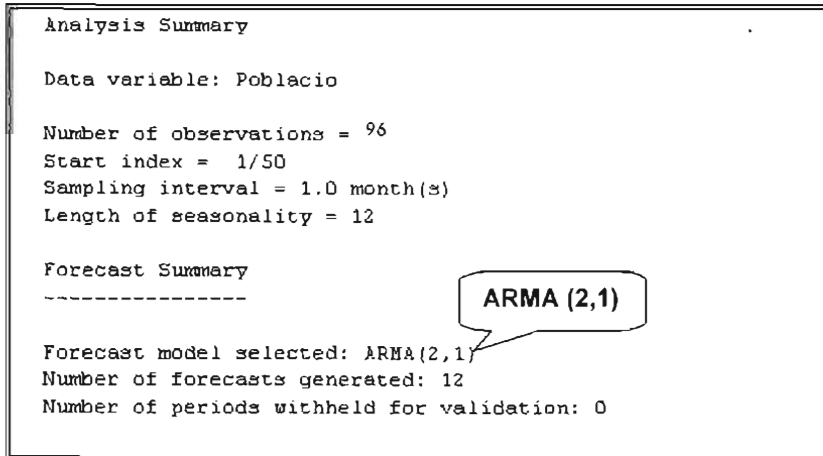 Analysis Summary
Data variable: Poblacio
Number of observations = 96
Start index = 1/50
Sampling interval = 1.0 month(s)
Length of seasonality = 12
Forecast Summary
----------------
ARMA (2,1)
Forecast model selected: ARMA(2,1)
Number of forecasts generated: 12
Number of periods withheld for validation: 0